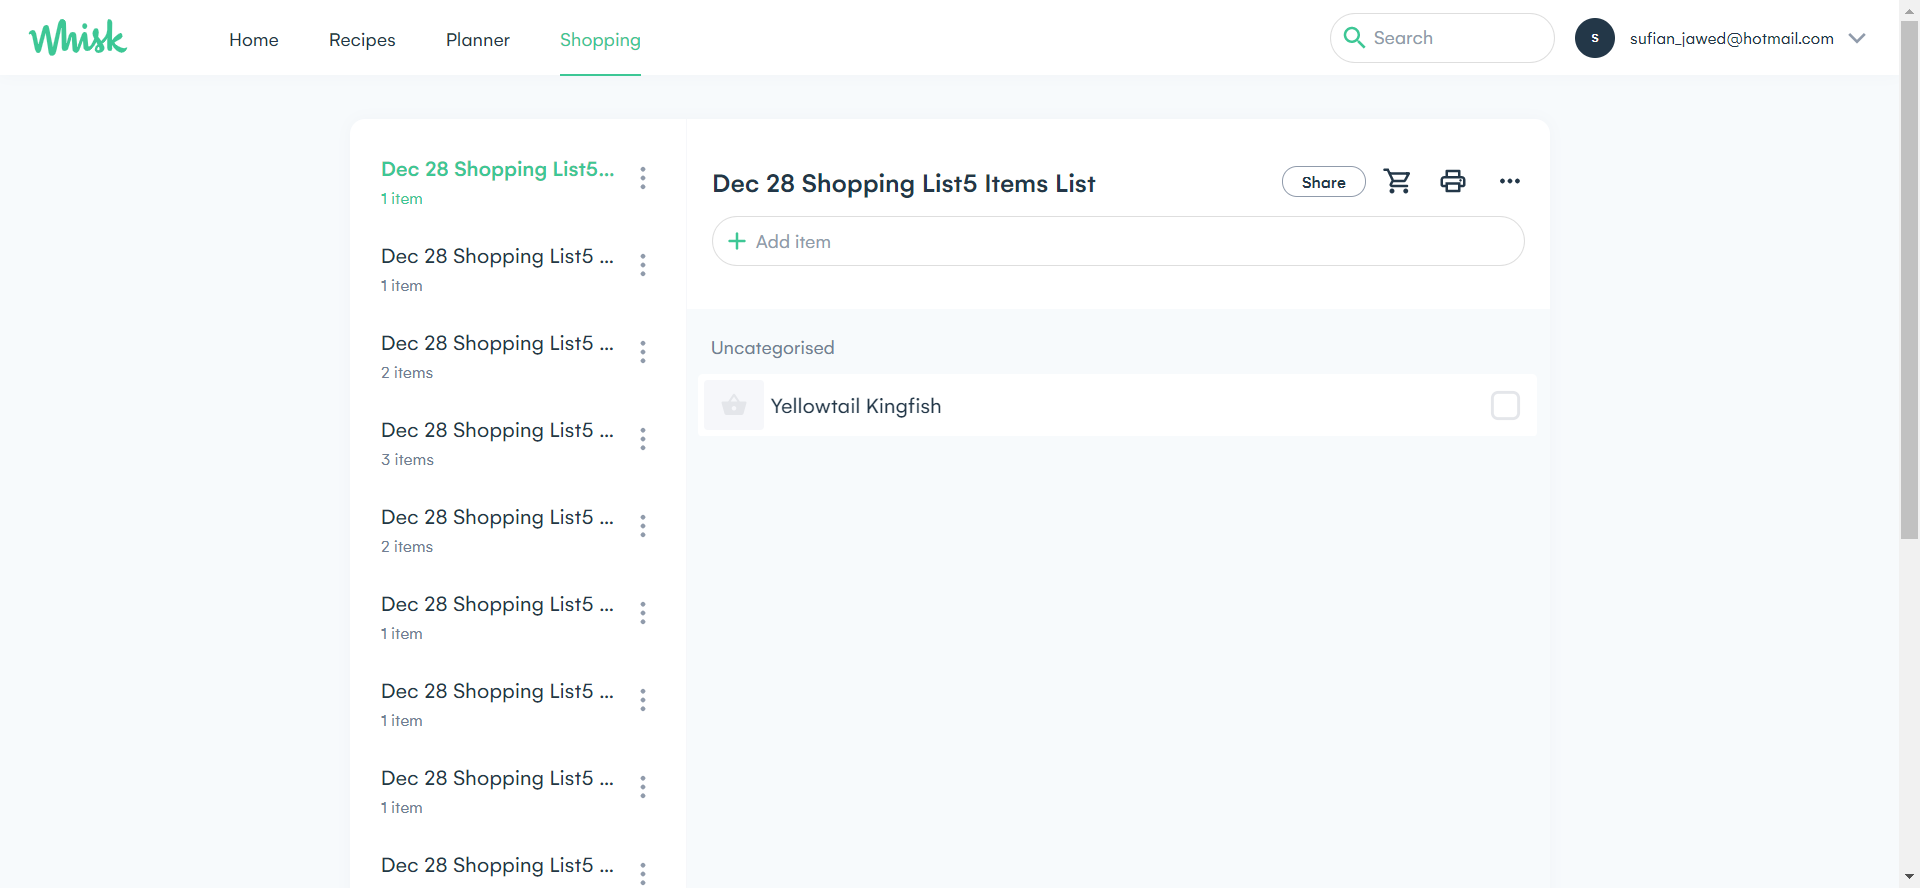 Whisk
Home
Recipes
Planner
Shopping
Search
S
sufian_jawed@hotmail.com
Dec 28 Shopping List5...
1 item
Dec 28 Shopping List5 ...
1 item
Dec 28 Shopping List5 ...
2 items
Dec 28 Shopping List5 ...
3 items
Dec 28 Shopping List5 ...
2 items
Dec 28 Shopping List5 ...
1 item
Dec 28 Shopping List5 ...
1 item
Dec 28 Shopping List5 ...
1 item
Dec 28 Shopping List5 ...
Dec 28 Shopping List5 Items List
Share
Add item
Uncategorised
Yellowtail Kingfish